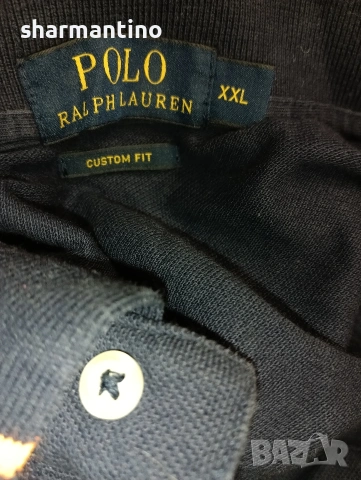 sharmantino
POLO
RALPH LAUREN
XXL
CUSTOM FIT
BAZAR